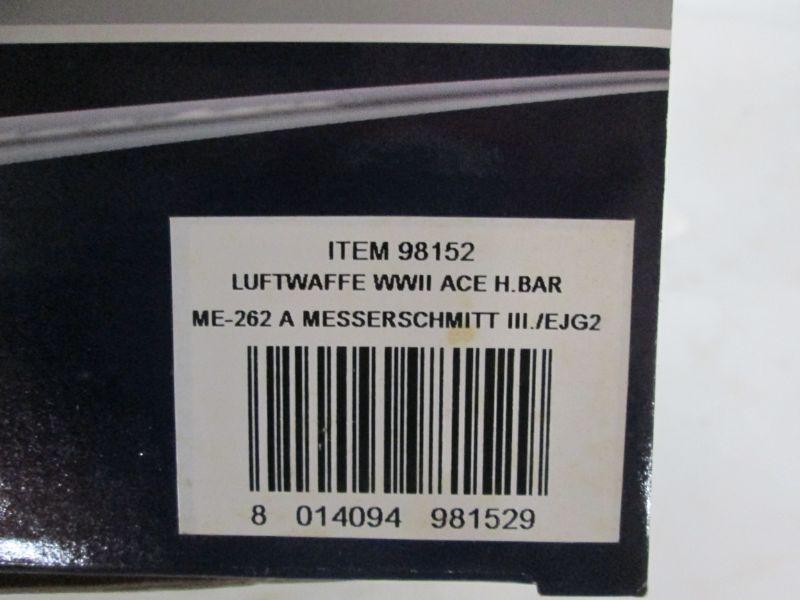 ITEM 98152
LUFTWAFFE WWII ACE H.BAR
ME-262 A MESSERSCHMITT III./EJG2
8 014094 981529